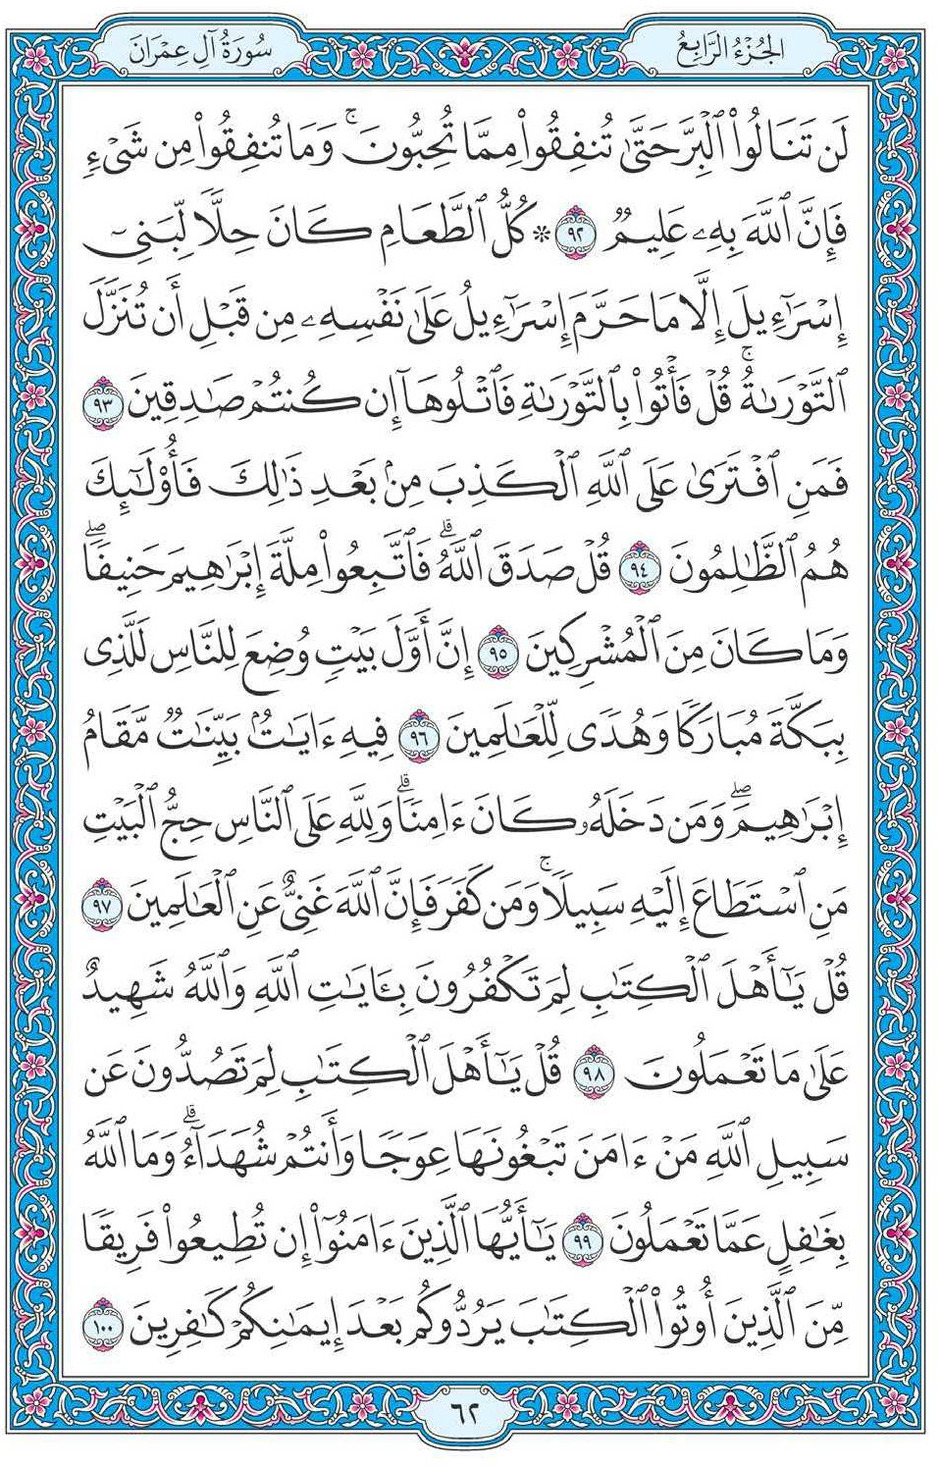 الجُزْءُ الرَّابِعُ
سُورَةُ آلِ عِمْرَانَ
لَن تَنَالُوا۟ ٱلْبِرَّ حَتَّىٰ تُنفِقُوا۟ مِمَّا تُحِبُّونَ ۚ وَمَا تُنفِقُوا۟ مِن شَىْءٍ
فَإِنَّ ٱللَّهَ بِهِۦ عَلِيمٌ ٩٢ ۞ كُلُّ ٱلطَّعَامِ كَانَ حِلًّا لِّبَنِىٓ
إِسْرَٰٓءِيلَ إِلَّا مَا حَرَّمَ إِسْرَٰٓءِيلُ عَلَىٰ نَفْسِهِۦ مِن قَبْلِ أَن تُنَزَّلَ
ٱلتَّوْرَىٰةُ ۗ قُلْ فَأْتُوا۟ بِٱلتَّوْرَىٰةِ فَٱتْلُوهَآ إِن كُنتُمْ صَٰدِقِينَ ٩٣
فَمَنِ ٱفْتَرَىٰ عَلَى ٱللَّهِ ٱلْكَذِبَ مِنۢ بَعْدِ ذَٰلِكَ فَأُو۟لَٰٓئِكَ
هُمُ ٱلظَّٰلِمُونَ ٩٤ قُلْ صَدَقَ ٱللَّهُ ۗ فَٱتَّبِعُوا۟ مِلَّةَ إِبْرَٰهِيمَ حَنِيفًا ۖ
وَمَا كَانَ مِنَ ٱلْمُشْرِكِينَ ٩٥ إِنَّ أَوَّلَ بَيْتٍ وُضِعَ لِلنَّاسِ لَلَّذِى
بِبَكَّةَ مُبَارَكًا وَهُدًى لِّلْعَٰلَمِينَ ٩٦ فِيهِ ءَايَٰتٌۢ بَيِّنَٰتٌ مَّقَامُ
إِبْرَٰهِيمَ ۖ وَمَن دَخَلَهُۥ كَانَ ءَامِنًا ۗ وَلِلَّهِ عَلَى ٱلنَّاسِ حِجُّ ٱلْبَيْتِ
مَنِ ٱسْتَطَاعَ إِلَيْهِ سَبِيلًا ۚ وَمَن كَفَرَ فَإِنَّ ٱللَّهَ غَنِىٌّ عَنِ ٱلْعَٰلَمِينَ ٩٧
قُلْ يَٰٓأَهْلَ ٱلْكِتَٰبِ لِمَ تَكْفُرُونَ بِـَٔايَٰتِ ٱللَّهِ وَٱللَّهُ شَهِيدٌ
عَلَىٰ مَا تَعْمَلُونَ ٩٨ قُلْ يَٰٓأَهْلَ ٱلْكِتَٰبِ لِمَ تَصُدُّونَ عَن
سَبِيلِ ٱللَّهِ مَنْ ءَامَنَ تَبْغُونَهَا عِوَجًا وَأَنتُمْ شُهَدَآءُ ۗ وَمَا ٱللَّهُ
بِغَٰفِلٍ عَمَّا تَعْمَلُونَ ٩٩ يَٰٓأَيُّهَا ٱلَّذِينَ ءَامَنُوٓا۟ إِن تُطِيعُوا۟ فَرِيقًا
مِّنَ ٱلَّذِينَ أُوتُوا۟ ٱلْكِتَٰبَ يَرُدُّوكُم بَعْدَ إِيمَٰنِكُمْ كَٰفِرِينَ ١٠٠
٦٢